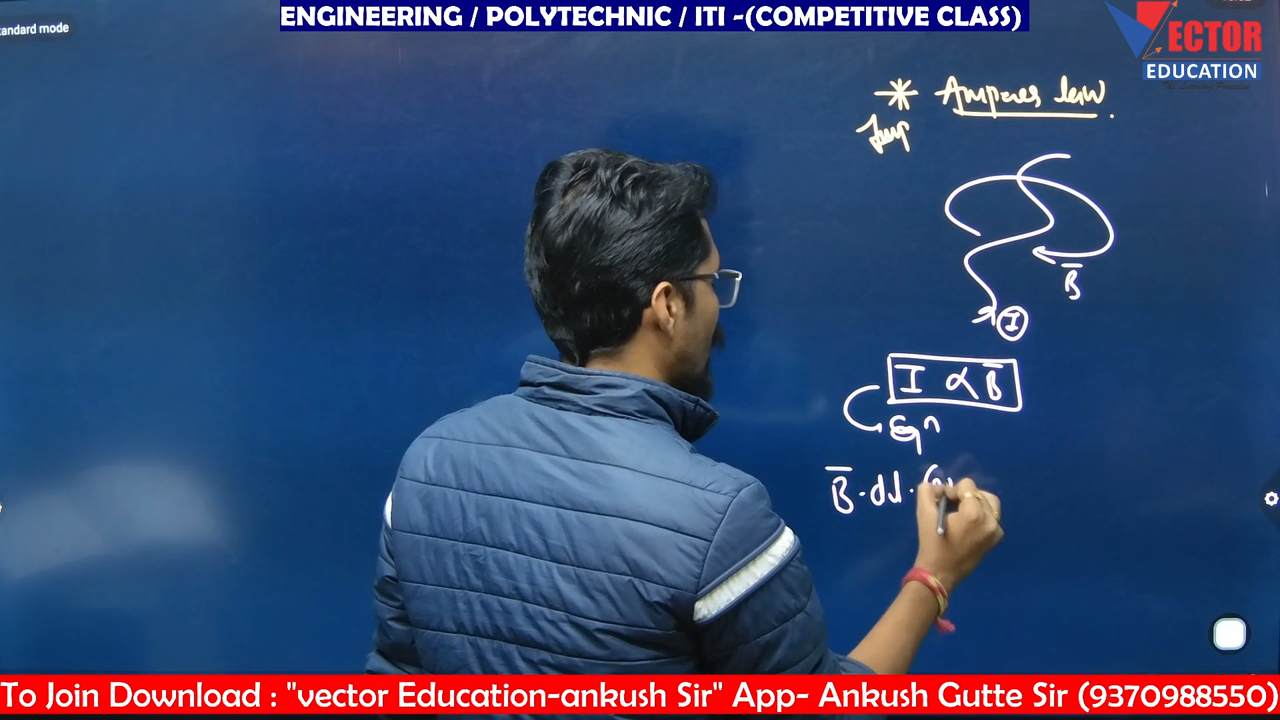 ENGINEERING / POLYTECHNIC / ITI -(COMPETITIVE CLASS)
tandard mode
VECTOR
EDUCATION
* Amperes law.
Imp
B
I
I ∝ B̅
Eqⁿ
B̅ · dl ·
To Join Download : "vector Education-ankush Sir" App- Ankush Gutte Sir (9370988550)